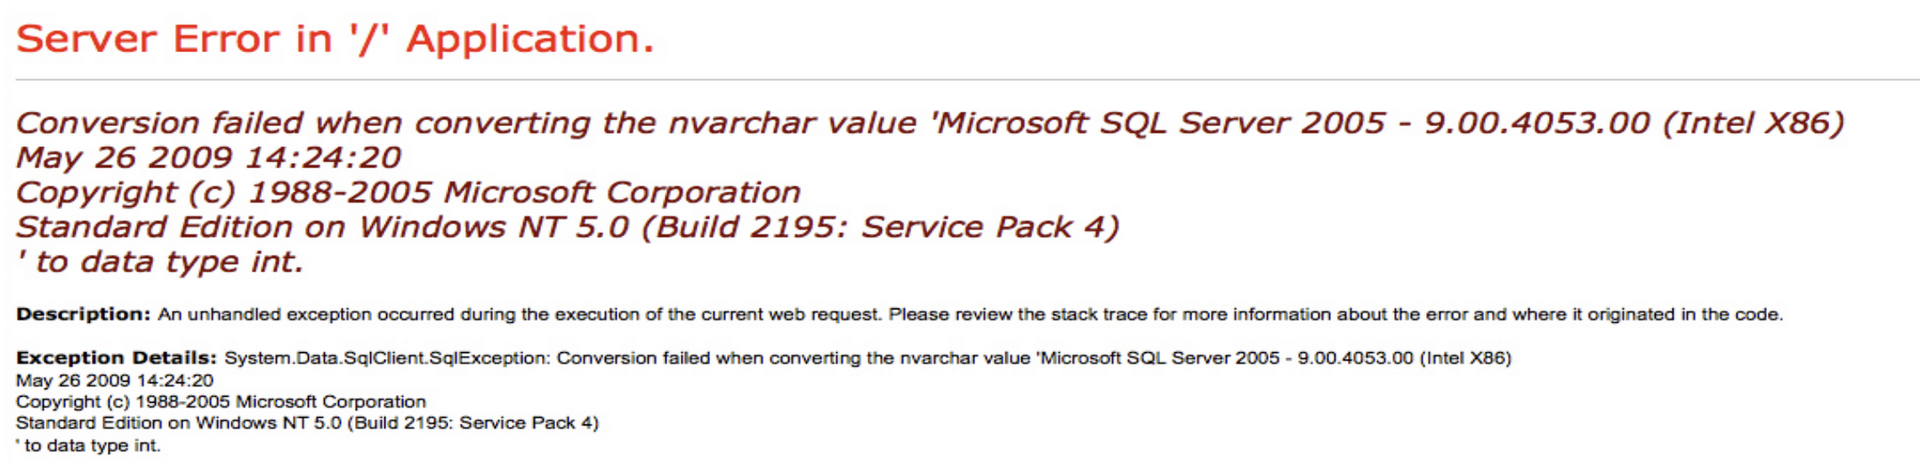 Server Error in '/' Application.
Conversion failed when converting the nvarchar value 'Microsoft SQL Server 2005 - 9.00.4053.00 (Intel X86)
May 26 2009 14:24:20
Copyright (c) 1988-2005 Microsoft Corporation
Standard Edition on Windows NT 5.0 (Build 2195: Service Pack 4)
' to data type int.
Description: An unhandled exception occurred during the execution of the current web request. Please review the stack trace for more information about the error and where it originated in the code.
Exception Details: System.Data.SqlClient.SqlException: Conversion failed when converting the nvarchar value 'Microsoft SQL Server 2005 - 9.00.4053.00 (Intel X86)
May 26 2009 14:24:20
Copyright (c) 1988-2005 Microsoft Corporation
Standard Edition on Windows NT 5.0 (Build 2195: Service Pack 4)
' to data type int.